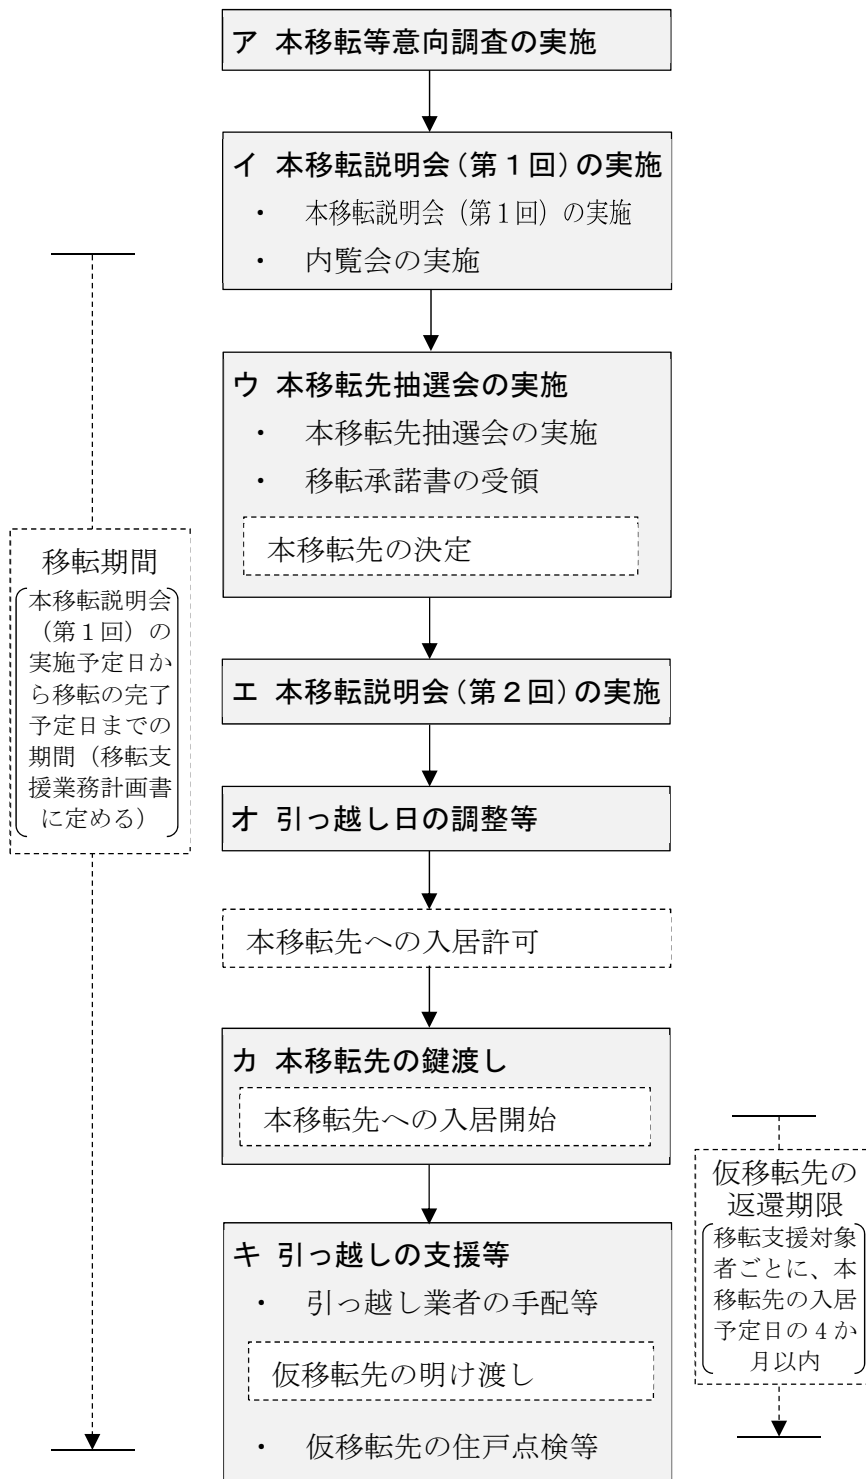 ア 本移転等意向調査の実施
イ 本移転説明会(第１回)の実施
・ 本移転説明会（第１回）の実施
・ 内覧会の実施
ウ 本移転先抽選会の実施
・ 本移転先抽選会の実施
・ 移転承諾書の受領
本移転先の決定
移転期間
本移転説明会
（第１回）の
実施予定日か
ら移転の完了
予定日までの
期間（移転支
援業務計画書
に定める）
エ 本移転説明会(第２回)の実施
オ 引っ越し日の調整等
本移転先への入居許可
カ 本移転先の鍵渡し
本移転先への入居開始
仮移転先の
返還期限
移転支援対象
者ごとに、本
移転先の入居
予定日の４か
月以内
キ 引っ越しの支援等
・ 引っ越し業者の手配等
仮移転先の明け渡し
・ 仮移転先の住戸点検等